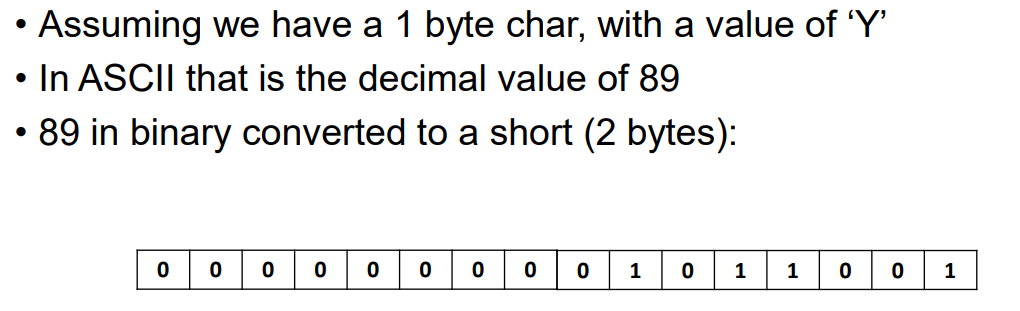 • Assuming we have a 1 byte char, with a value of ‘Y’
• In ASCII that is the decimal value of 89
• 89 in binary converted to a short (2 bytes):
0 0 0 0 0 0 0 0 0 1 0 1 1 0 0 1